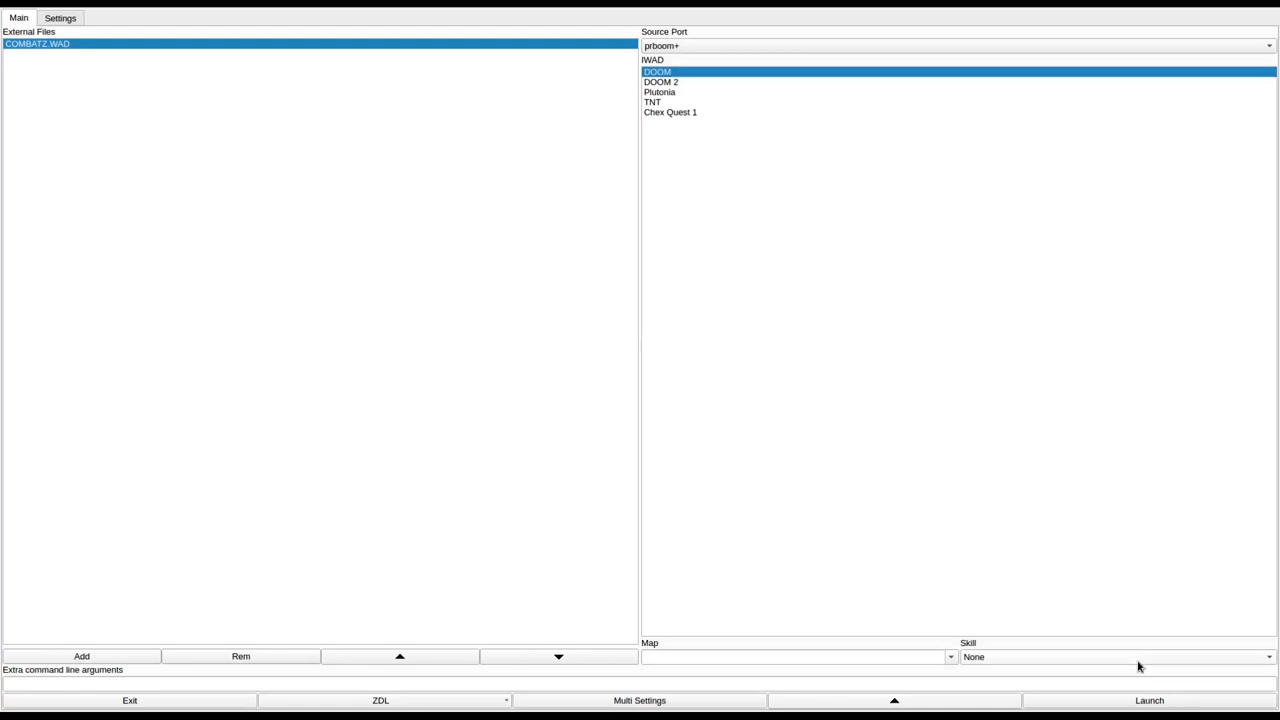 Main Settings
External Files
COMBATZ.WAD
Source Port
prboom+
IWAD
DOOM
DOOM 2
Plutonia
TNT
Chex Quest 1
Map Skill
None
Add Rem
Extra command line arguments
Exit ZDL Multi Settings Launch